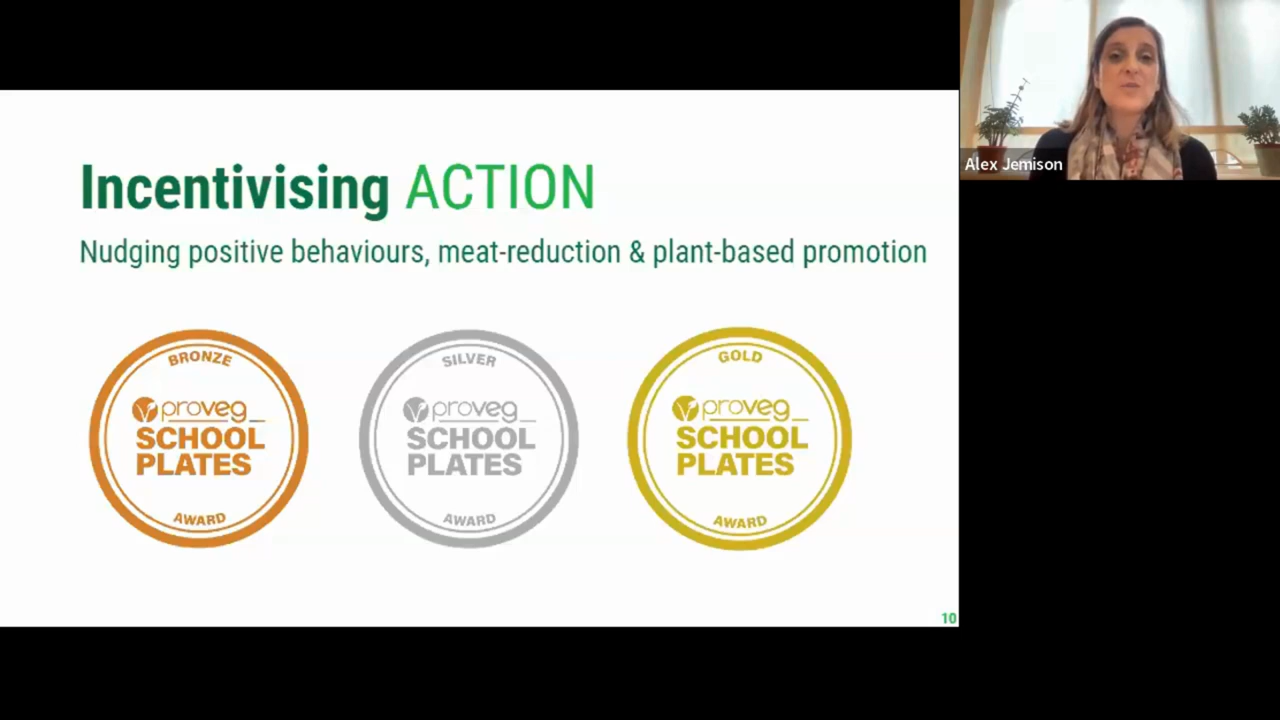 Incentivising ACTION
Nudging positive behaviours, meat-reduction & plant-based promotion
BRONZE
proveg
SCHOOL
PLATES
AWARD
SILVER
proveg
SCHOOL
PLATES
AWARD
GOLD
proveg
SCHOOL
PLATES
AWARD
10
Alex Jemison